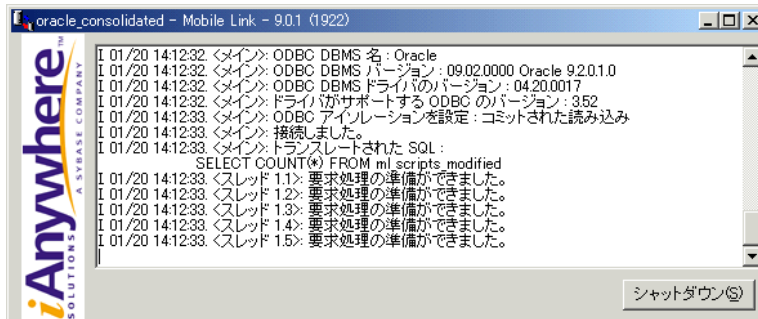 oracle_consolidated - Mobile Link - 9.0.1 (1922)
I 01/20 14:12:32. <メイン>: ODBC DBMS 名 : Oracle
I 01/20 14:12:32. <メイン>: ODBC DBMS バージョン : 09.02.0000 Oracle 9.2.0.1.0
I 01/20 14:12:32. <メイン>: ODBC DBMS ドライバのバージョン : 04.20.0017
I 01/20 14:12:32. <メイン>: ドライバがサポートする ODBC のバージョン : 3.52
I 01/20 14:12:33. <メイン>: ODBC アイソレーションを設定 : コミットされた読み込み
I 01/20 14:12:33. <メイン>: 接続しました。
I 01/20 14:12:33. <メイン>: トランスレートされた SQL :
SELECT COUNT(*) FROM ml_scripts_modified
I 01/20 14:12:33. <スレッド 1.1>: 要求処理の準備ができました。
I 01/20 14:12:33. <スレッド 1.2>: 要求処理の準備ができました。
I 01/20 14:12:33. <スレッド 1.3>: 要求処理の準備ができました。
I 01/20 14:12:33. <スレッド 1.4>: 要求処理の準備ができました。
I 01/20 14:12:33. <スレッド 1.5>: 要求処理の準備ができました。
iAnywhere
TM
A SYBASE COMPANY
SOLUTIONS
シャットダウン(S)